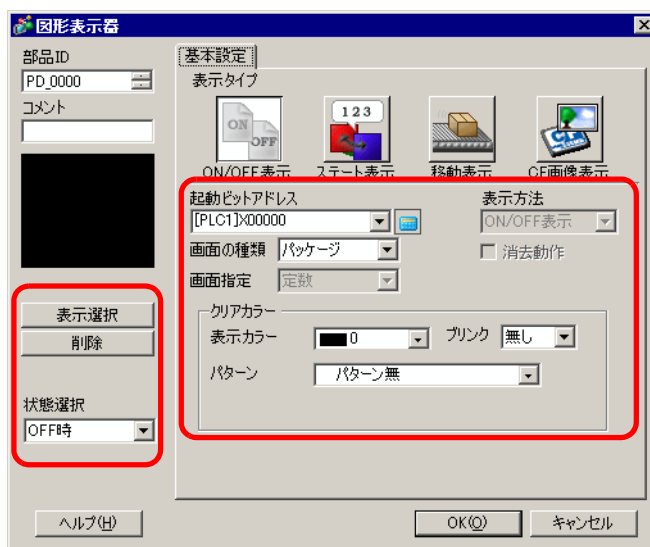 図形表示器
部品ID
PD_0000
コメント
表示選択
削除
状態選択
OFF時
基本設定
表示タイプ
ON
OFF
123
CF
ON/OFF表示
ステート表示
移動表示
CF画像表示
起動ビットアドレス
[PLC1]X00000
表示方法
ON/OFF表示
画面の種類 パッケージ
消去動作
画面指定 定数
クリアカラー
表示カラー 0 ブリンク 無し
パターン パターン無
ヘルプ(H)
OK(O)
キャンセル